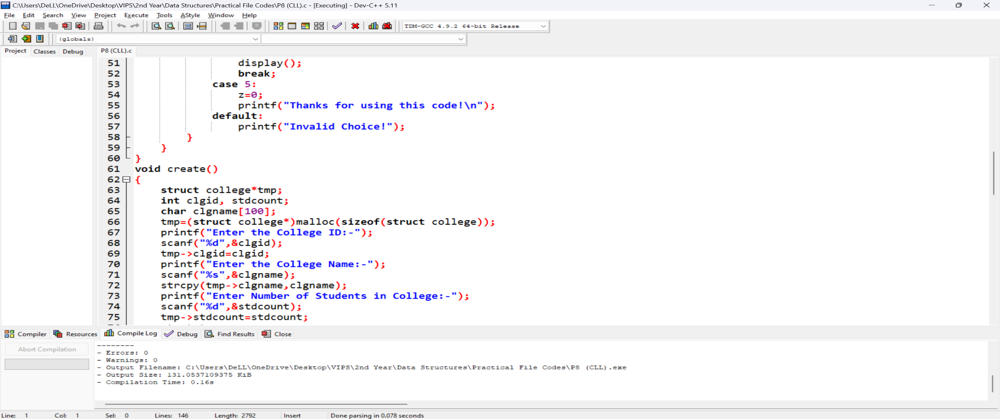 C:\Users\DeLL\OneDrive\Desktop\VIPS\2nd Year\Data Structures\Practical File Codes\P8 (CLL).c - [Executing] - Dev-C++ 5.11
File Edit Search View Project Execute Tools AStyle Window Help
TDM-GCC 4.9.2 64-bit Release
(globals)
Project Classes Debug P8 (CLL).c
51 display();
52 break;
53 case 5:
54 z=0;
55 printf("Thanks for using this code!\n");
56 default:
57 printf("Invalid Choice!");
58 }
59 }
60 }
61 void create()
62 {
63 struct college*tmp;
64 int clgid, stdcount;
65 char clgname[100];
66 tmp=(struct college*)malloc(sizeof(struct college));
67 printf("Enter the College ID:-");
68 scanf("%d",&clgid);
69 tmp->clgid=clgid;
70 printf("Enter the College Name:-");
71 scanf("%s",&clgname);
72 strcpy(tmp->clgname,clgname);
73 printf("Enter Number of Students in College:-");
74 scanf("%d",&stdcount);
75 tmp->stdcount=stdcount;
Compiler Resources Compile Log Debug Find Results Close
Abort Compilation
--------
- Errors: 0
- Warnings: 0
- Output Filename: C:\Users\DeLL\OneDrive\Desktop\VIPS\2nd Year\Data Structures\Practical File Codes\P8 (CLL).exe
- Output Size: 131.0537109375 KiB
- Compilation Time: 0.16s
Line: 1 Col: 1 Sel: 0 Lines: 146 Length: 2792 Insert Done parsing in 0.078 seconds